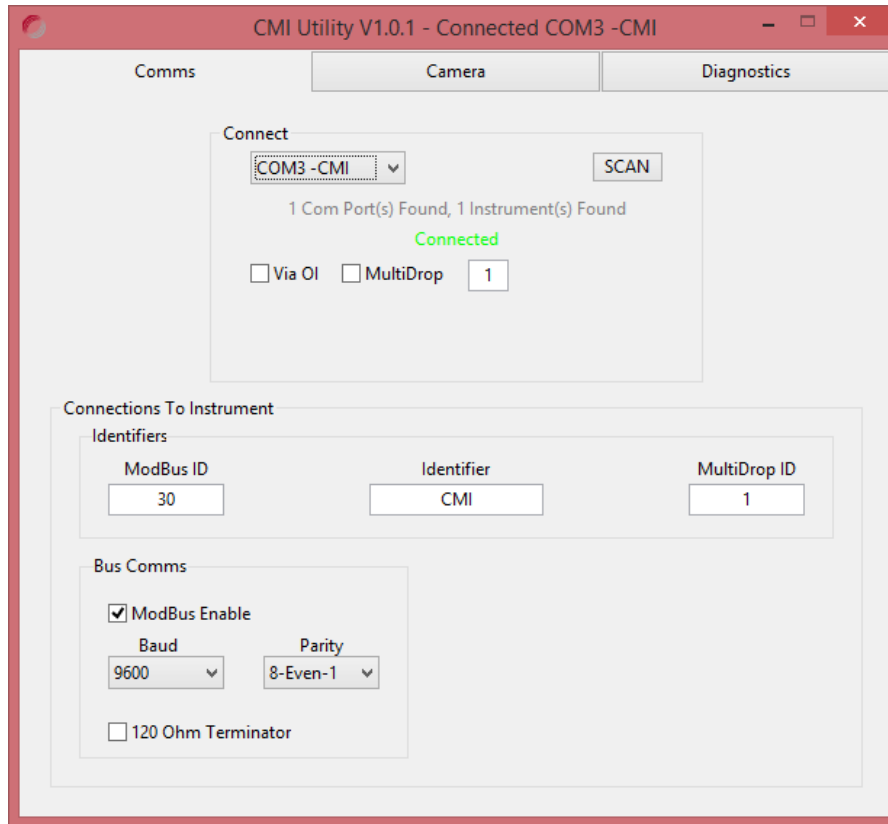 CMI Utility V1.0.1 - Connected COM3 -CMI
Comms Camera Diagnostics
Connect
COM3 -CMI SCAN
1 Com Port(s) Found, 1 Instrument(s) Found
Connected
Via OI MultiDrop 1
Connections To Instrument
Identifiers
ModBus ID Identifier MultiDrop ID
30 CMI 1
Bus Comms
ModBus Enable
Baud Parity
9600 8-Even-1
120 Ohm Terminator